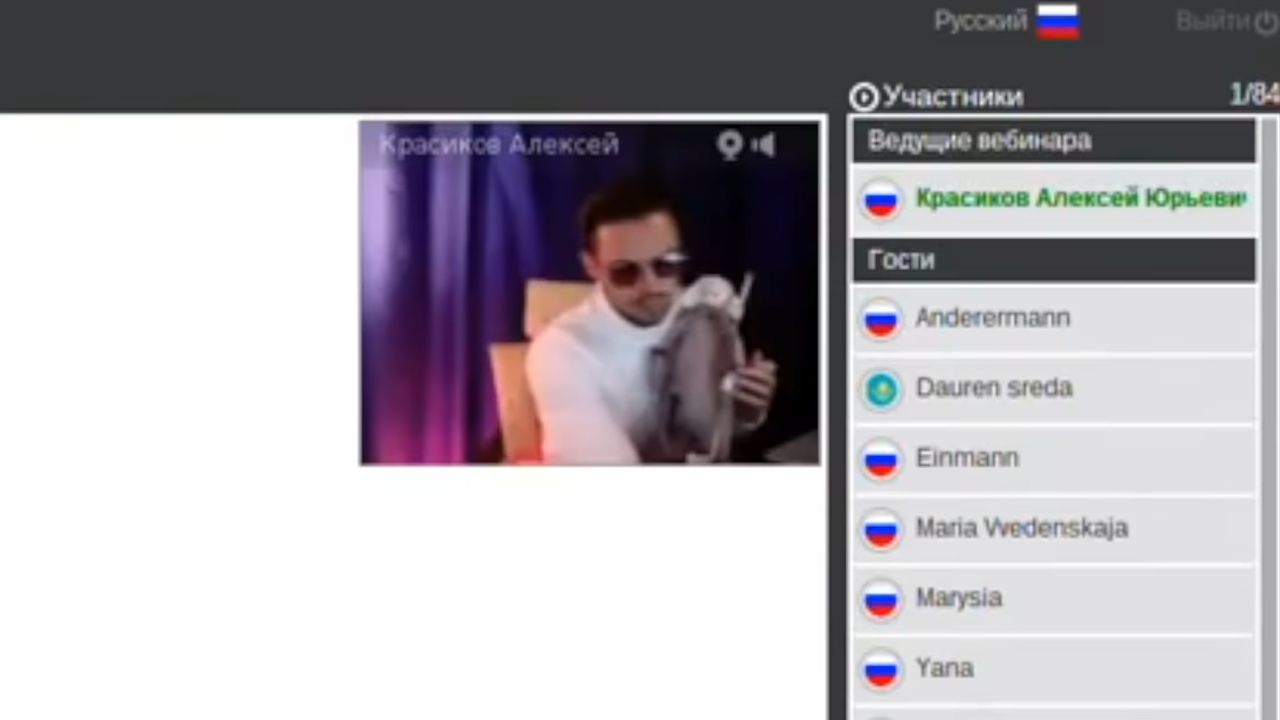 Русский
Выйти
Участники 1/84
Красиков Алексей
Ведущие вебинара
Красиков Алексей Юрьеви
Гости
Anderermann
Dauren sreda
Einmann
Maria Vvedenskaja
Marysia
Yana